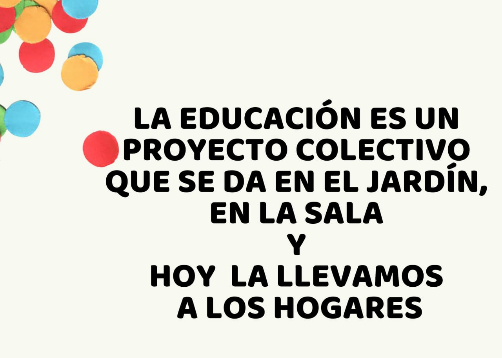 LA EDUCACIÓN ES UN
PROYECTO COLECTIVO
QUE SE DA EN EL JARDÍN,
EN LA SALA
Y
HOY LA LLEVAMOS
A LOS HOGARES